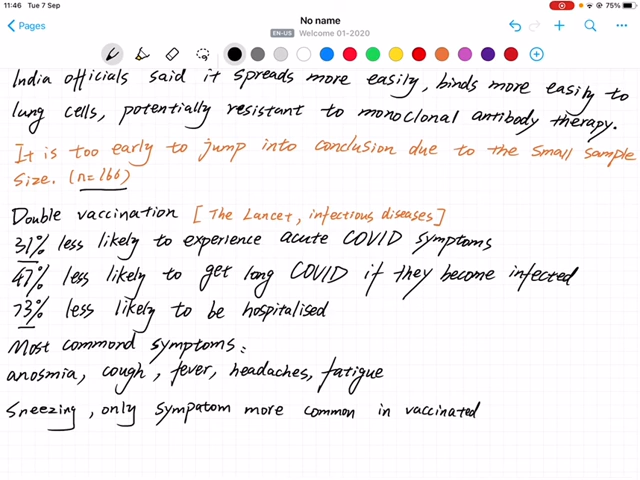 11:46 Tue 7 Sep
75%
Pages
No name
EN-US Welcome 01-2020
India officials said it spreads more easily, binds more easily to
lung cells, potentially resistant to monoclonal antibody therapy.
It is too early to jump into conclusion due to the small sample
size. (n=166)
Double vaccination [The Lancet, infectious diseases]
31% less likely to experience acute COVID symptoms
47% less likely to get long COVID if they become infected
73% less likely to be hospitalised
Most commond symptoms:
anosmia, cough, fever, headaches, fatigue
Sneezing, only sympatom more common in vaccinated